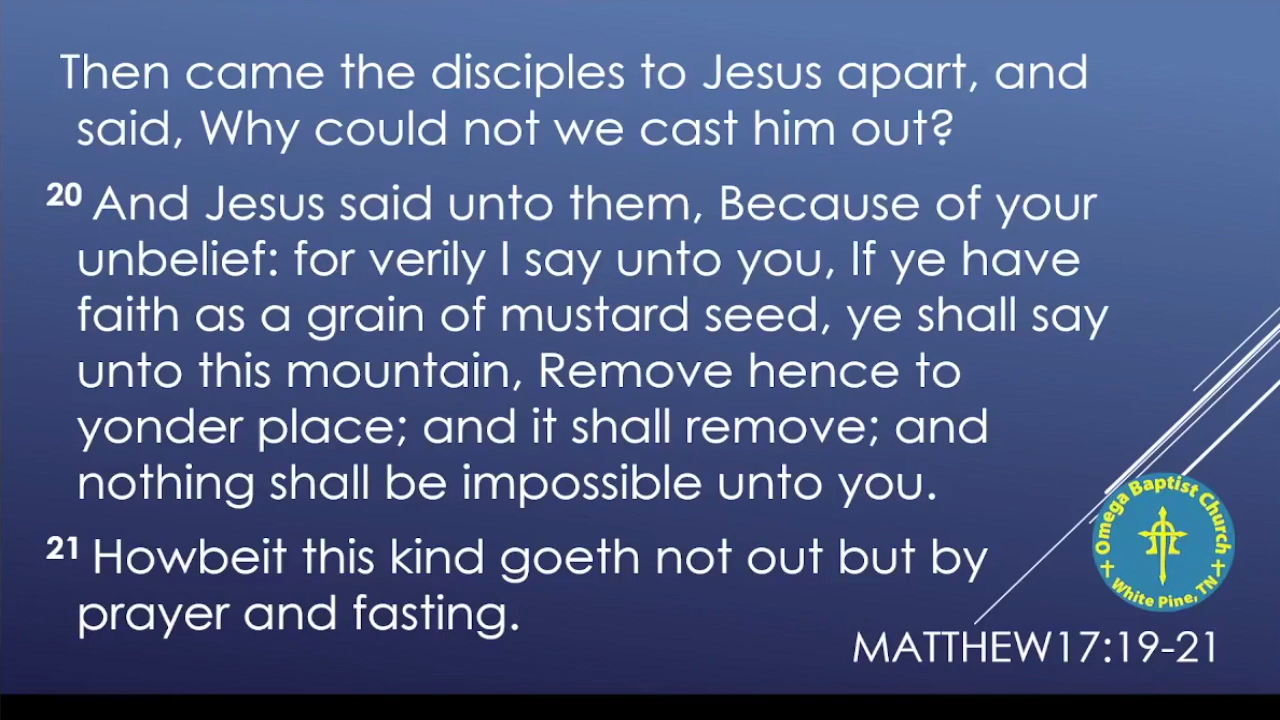 Then came the disciples to Jesus apart, and
said, Why could not we cast him out?
20 And Jesus said unto them, Because of your
unbelief: for verily I say unto you, If ye have
faith as a grain of mustard seed, ye shall say
unto this mountain, Remove hence to
yonder place; and it shall remove; and
nothing shall be impossible unto you.
21 Howbeit this kind goeth not out but by
prayer and fasting.
Omega Baptist Church
White Pine, TN
MATTHEW17:19-21